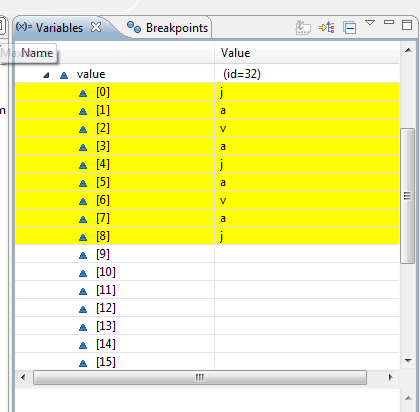 (x)= Variables Breakpoints
Name Value
value (id=32)
[0] j
[1] a
[2] v
[3] a
[4] j
[5] a
[6] v
[7] a
[8] j
[9]
[10]
[11]
[12]
[13]
[14]
[15]